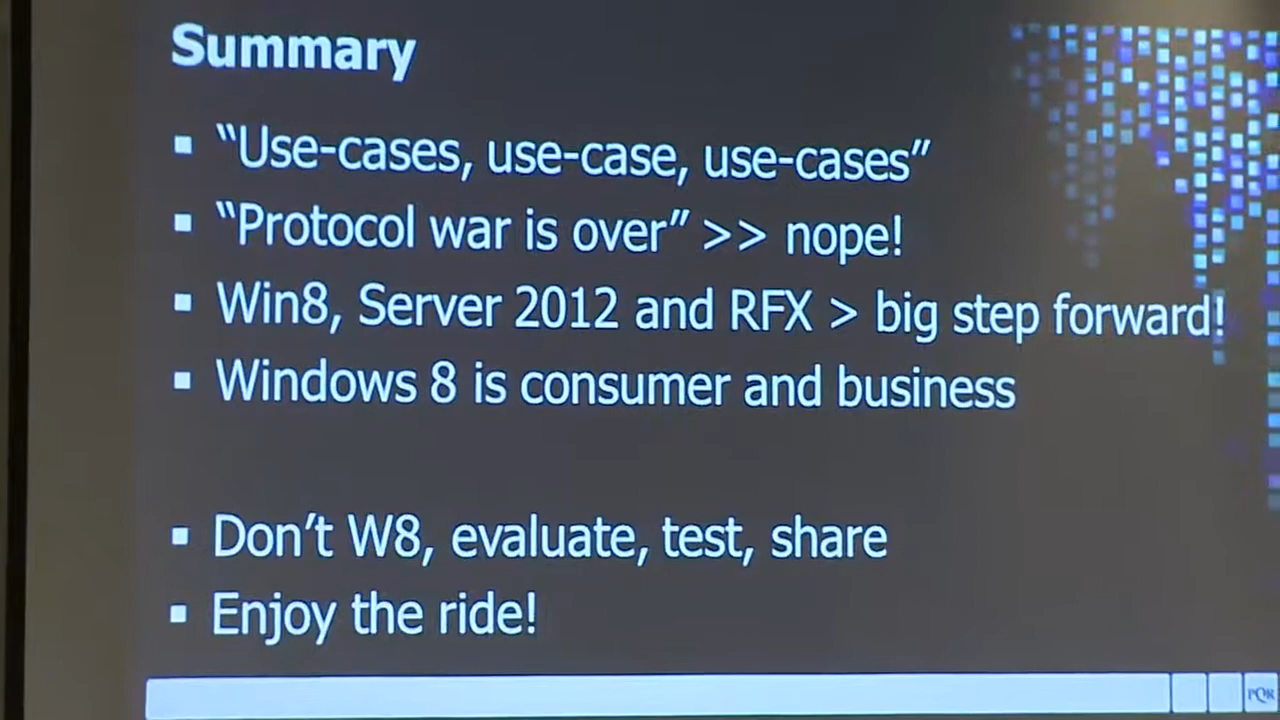 Summary
▪ “Use-cases, use-case, use-cases”
▪ “Protocol war is over” >> nope!
▪ Win8, Server 2012 and RFX > big step forward!
▪ Windows 8 is consumer and business
▪ Don’t W8, evaluate, test, share
▪ Enjoy the ride!
PQR